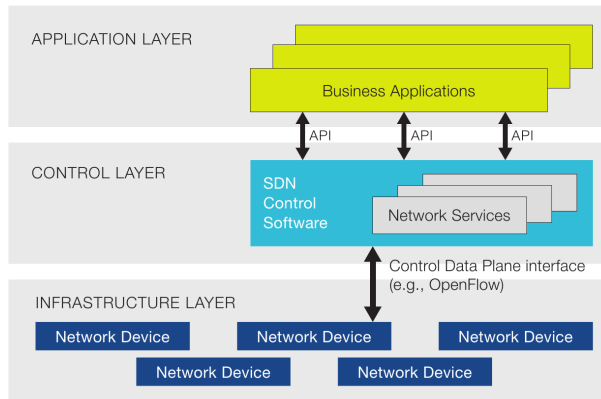 APPLICATION LAYER
Business Applications
API
API
API
CONTROL LAYER
SDN
Control
Software
Network Services
Control Data Plane interface
(e.g., OpenFlow)
INFRASTRUCTURE LAYER
Network Device
Network Device
Network Device
Network Device
Network Device